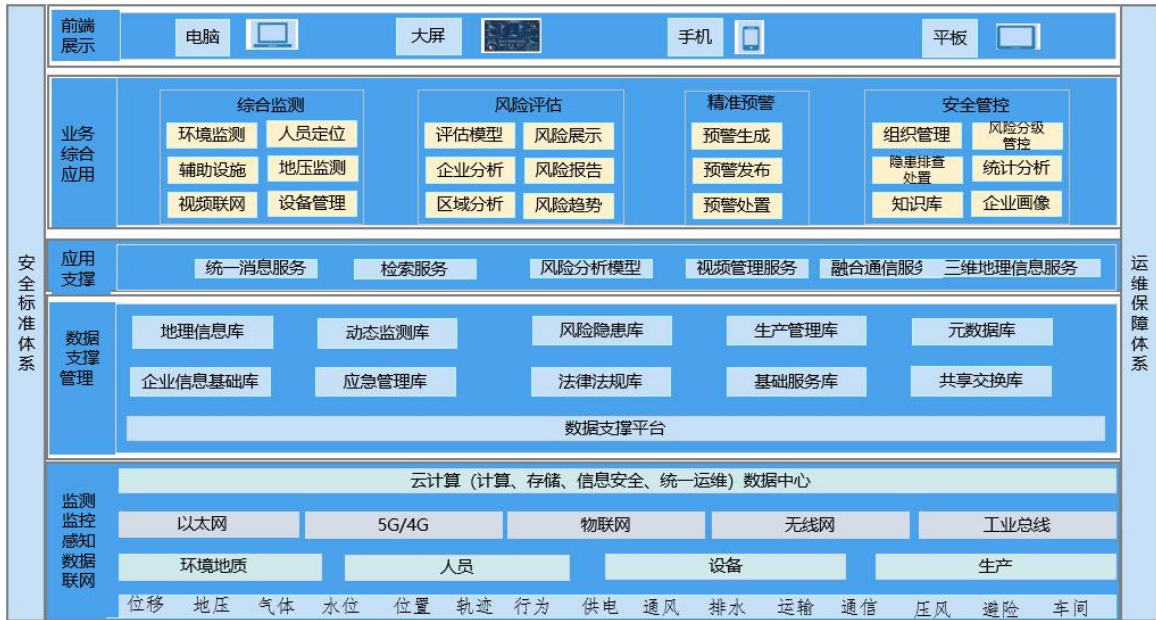 前端
展示
电脑
大屏
手机
平板
业务
综合
应用
综合监测
环境监测
人员定位
辅助设施
地压监测
视频联网
设备管理
风险评估
评估模型
风险展示
企业分析
风险报告
区域分析
风险趋势
精准预警
预警生成
预警发布
预警处置
安全管控
组织管理
风险分级
管控
隐患排查
处置
统计分析
知识库
企业画像
应用
支撑
统一消息服务
检索服务
风险分析模型
视频管理服务
融合通信服务
三维地理信息服务
数据
支撑
管理
地理信息库
动态监测库
风险隐患库
生产管理库
元数据库
企业信息基础库
应急管理库
法律法规库
基础服务库
共享交换库
数据支撑平台
监测
监控
感知
数据
联网
云计算（计算、存储、信息安全、统一运维）数据中心
以太网
5G/4G
物联网
无线网
工业总线
环境地质
人员
设备
生产
位移 地压 气体 水位 位置 轨迹 行为 供电 通风 排水 运输 通信 压风 避险 车间
安全标准体系
运维保障体系